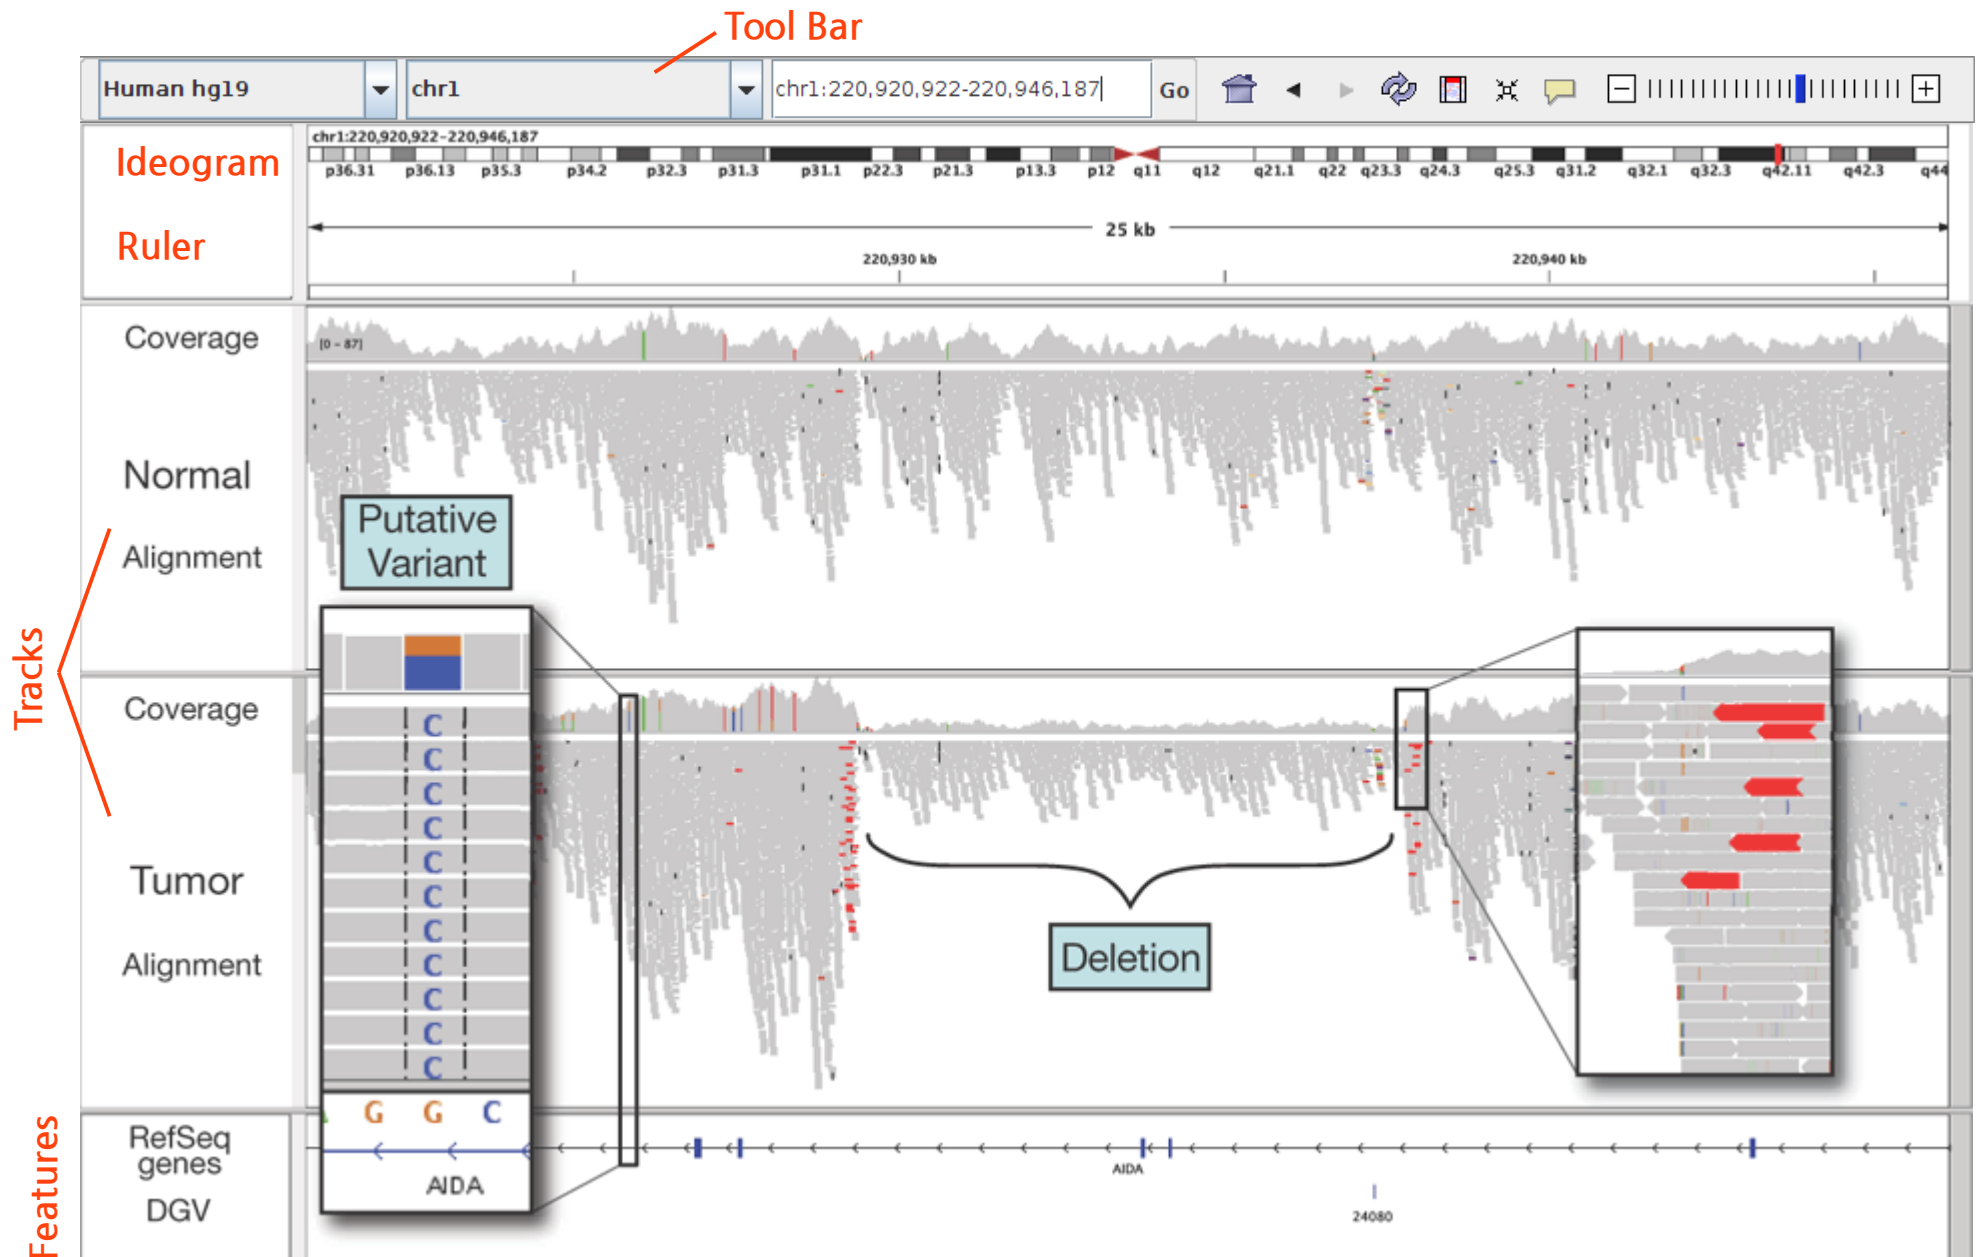 Tool Bar
Human hg19
chr1
chr1:220,920,922-220,946,187
Go
chr1:220,920,922-220,946,187
Ideogram
p36.31 p36.13 p35.3 p34.2 p32.3 p31.3 p31.1 p22.3 p21.3 p13.3 p12 q11 q12 q21.1 q22 q23.3 q24.3 q25.3 q31.2 q32.1 q32.3 q42.11 q42.3 q44
25 kb
Ruler
220,930 kb 220,940 kb
Coverage
[0 - 87]
Normal
Putative
Variant
Alignment
Tracks
Coverage
C
C
C
C
C
C
C
C
C
C
C
Tumor
Deletion
Alignment
G G C
AIDA
Features
RefSeq
genes
AIDA
DGV
24080